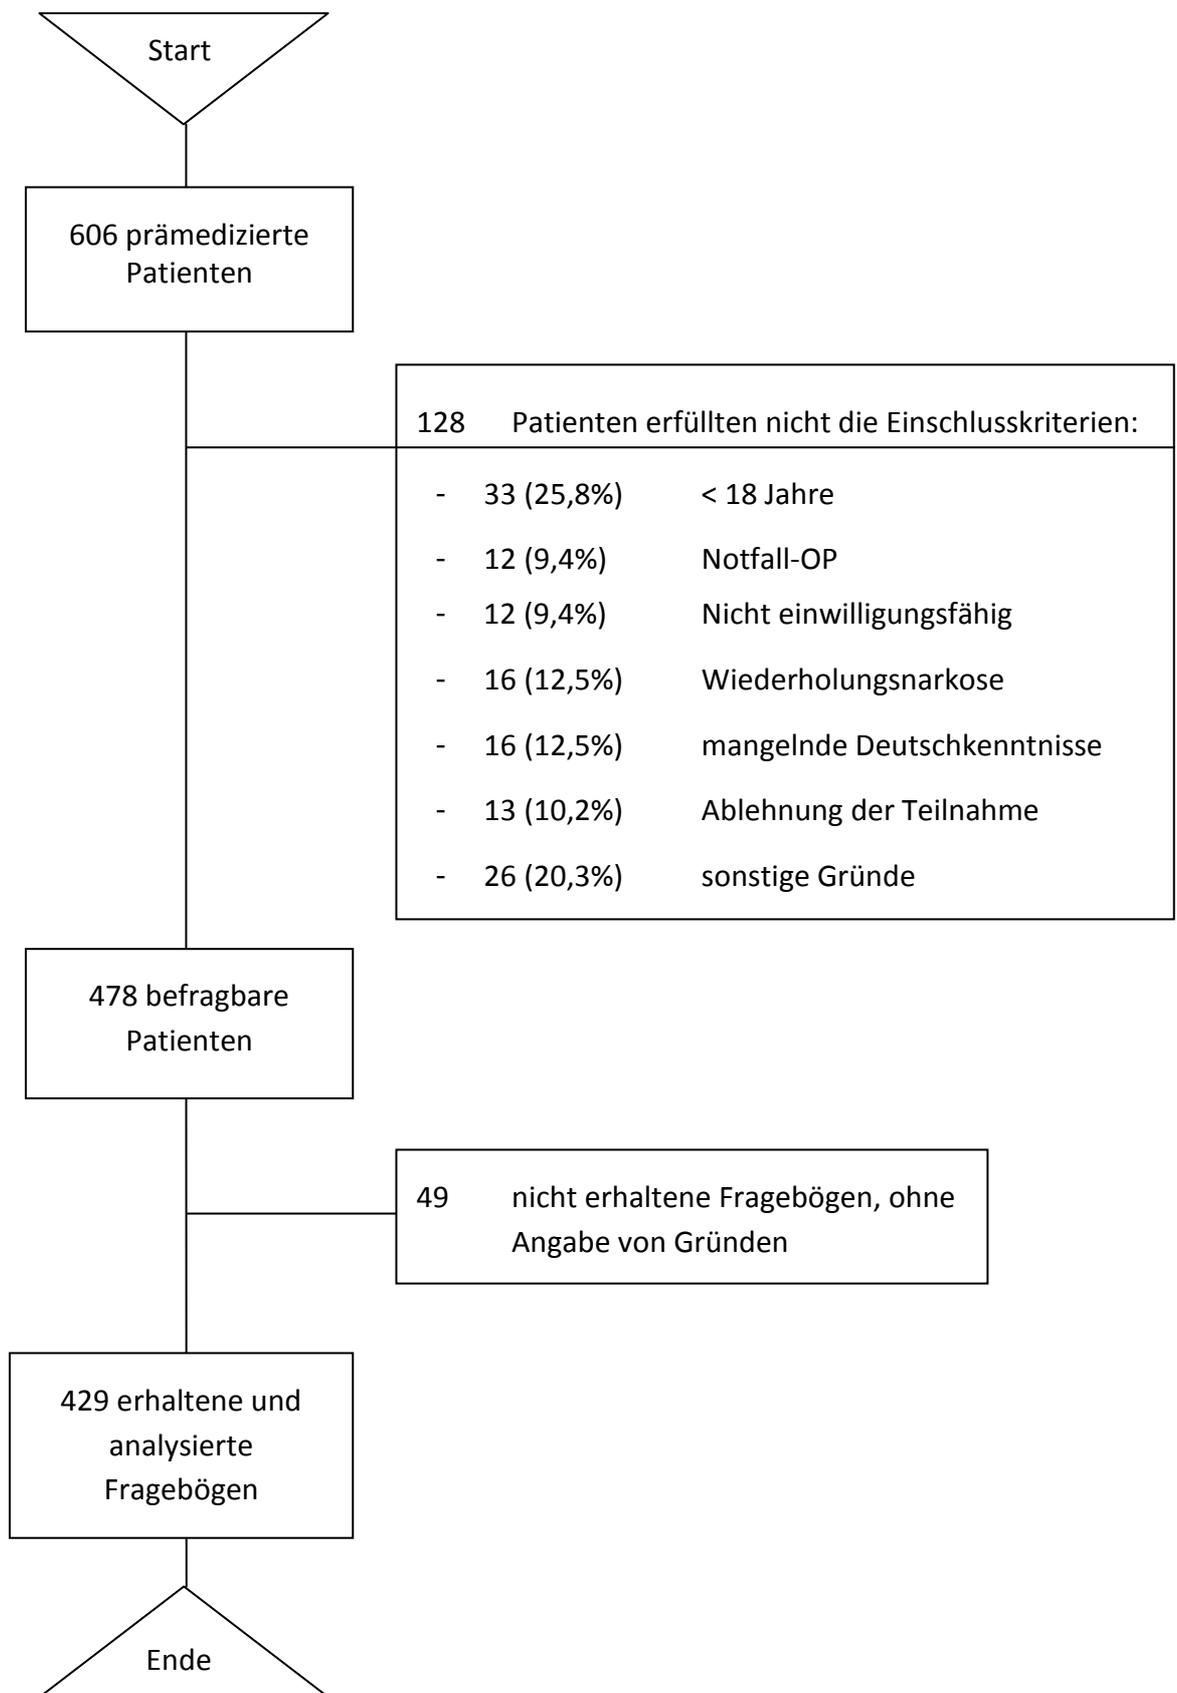 Start
606 prämedizierte
Patienten
128 Patienten erfüllten nicht die Einschlusskriterien:
- 33 (25,8%) < 18 Jahre
- 12 (9,4%) Notfall-OP
- 12 (9,4%) Nicht einwilligungsfähig
- 16 (12,5%) Wiederholungsnarkose
- 16 (12,5%) mangelnde Deutschkenntnisse
- 13 (10,2%) Ablehnung der Teilnahme
- 26 (20,3%) sonstige Gründe
478 befragbare
Patienten
49 nicht erhaltene Fragebögen, ohne
Angabe von Gründen
429 erhaltene und
analysierte
Fragebögen
Ende